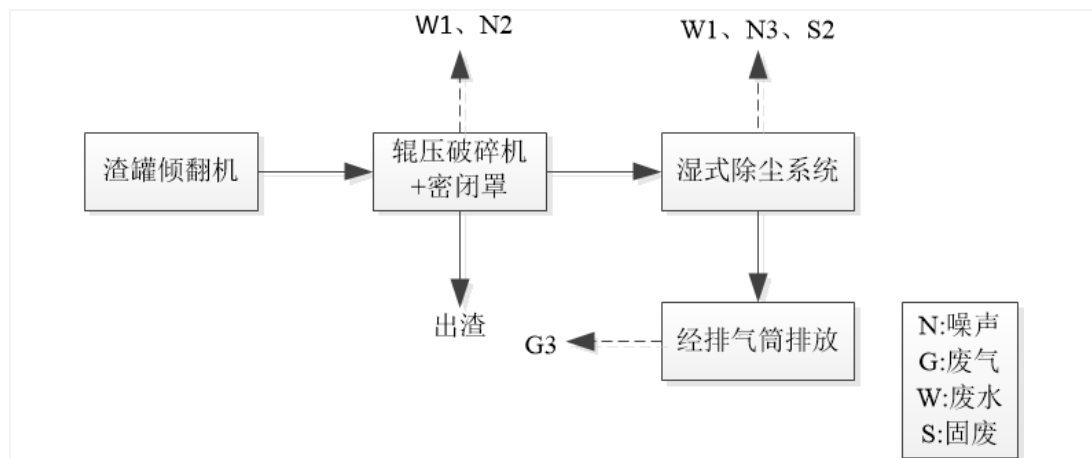 W1、N2
W1、N3、S2
渣罐倾翻机
辊压破碎机
+密闭罩
湿式除尘系统
出渣
G3
经排气筒排放
N:噪声
G:废气
W:废水
S:固废